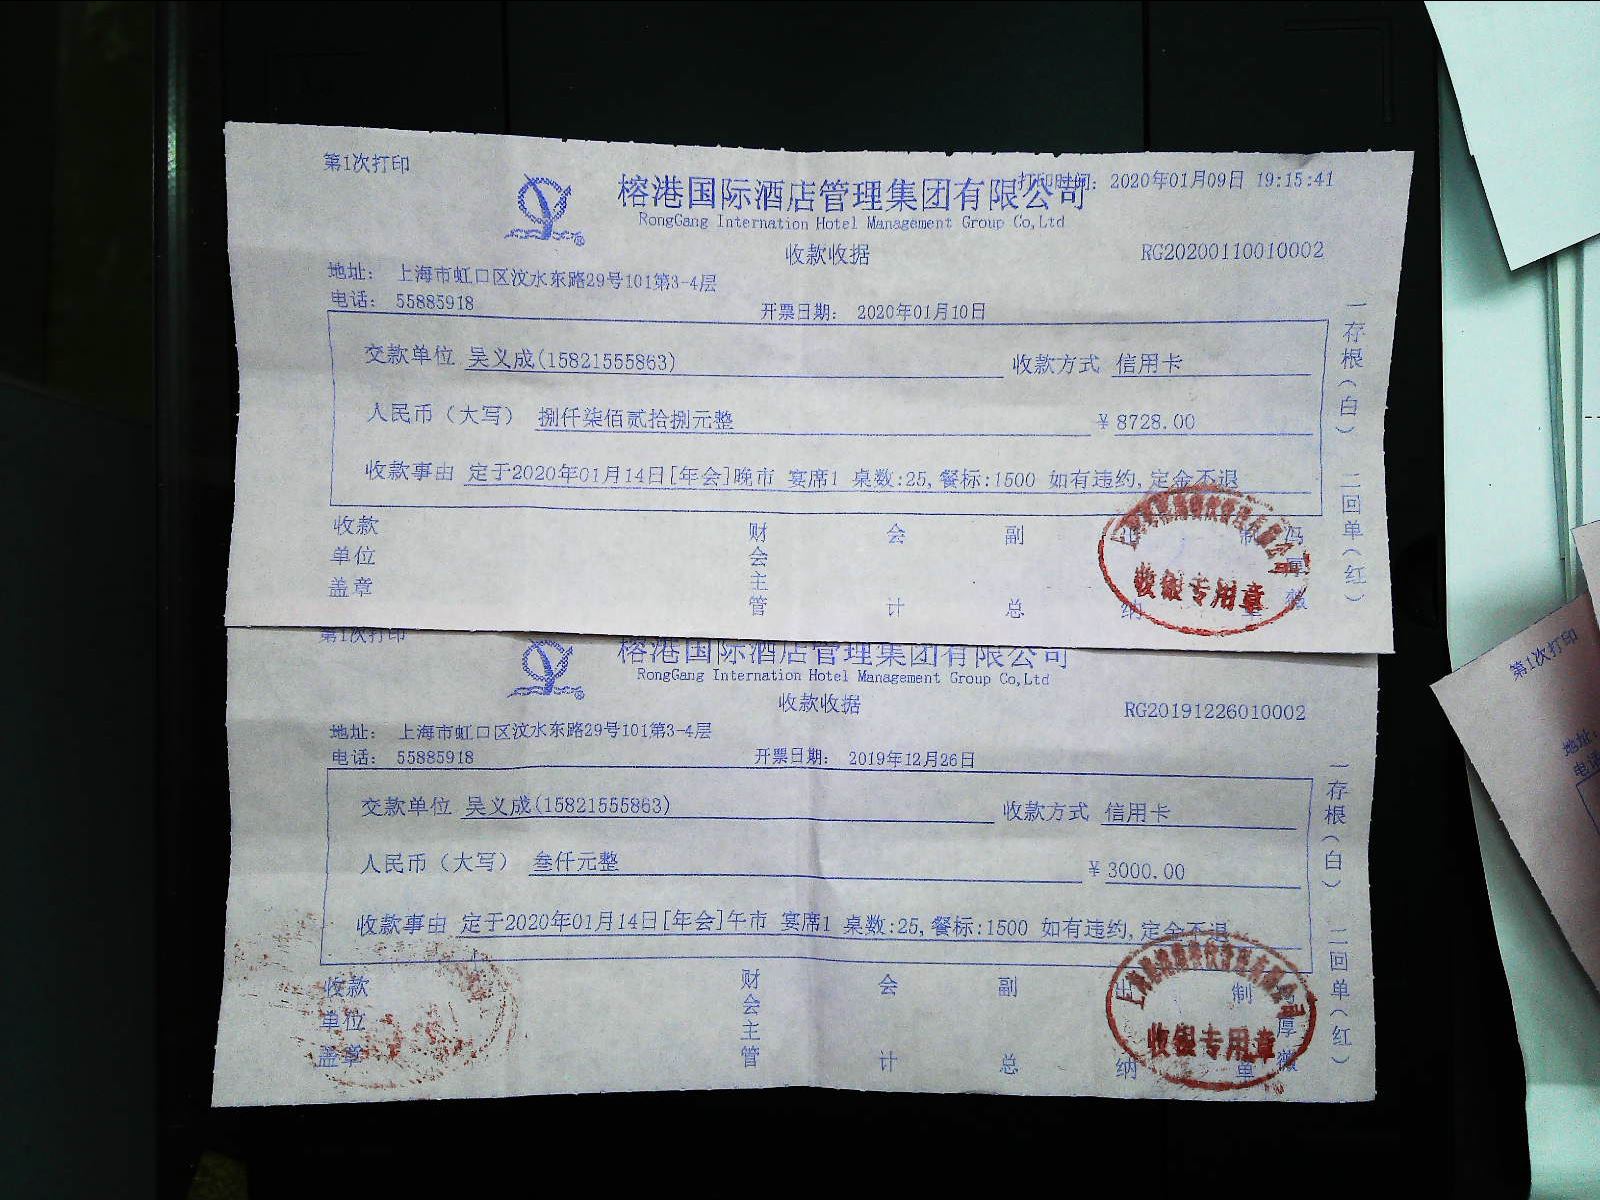 第1次打印
打印时间: 2020年01月09日 19:15:41
榕港国际酒店管理集团有限公司
RongGang Internation Hotel Management Group Co,Ltd
收款收据
RG20200110010002
地址: 上海市虹口区汶水东路29号101第3-4层
电话: 55885918
开票日期: 2020年01月10日
交款单位 吴义成(15821555863) 收款方式 信用卡
人民币（大写） 捌仟柒佰贰拾捌元整 ¥8728.00
收款事由 定于2020年01月14日[年会]晚市 宴席1 桌数:25,餐标:1500 如有违约,定金不退
一存根(白) 二回单(红)
收款单位盖章 财会主管 会计 副总 出纳 制单 冯厚薇
收银专用章
第1次打印
榕港国际酒店管理集团有限公司
RongGang Internation Hotel Management Group Co,Ltd
收款收据
RG20191226010002
地址: 上海市虹口区汶水东路29号101第3-4层
电话: 55885918
开票日期: 2019年12月26日
交款单位 吴义成(15821555863) 收款方式 信用卡
人民币（大写） 叁仟元整 ¥3000.00
收款事由 定于2020年01月14日[年会]午市 宴席1 桌数:25,餐标:1500 如有违约,定金不退
一存根(白) 二回单(红)
收款单位盖章 财会主管 会计 副总 出纳 制单 厚薇
收银专用章
第1次打印
地址:
电话